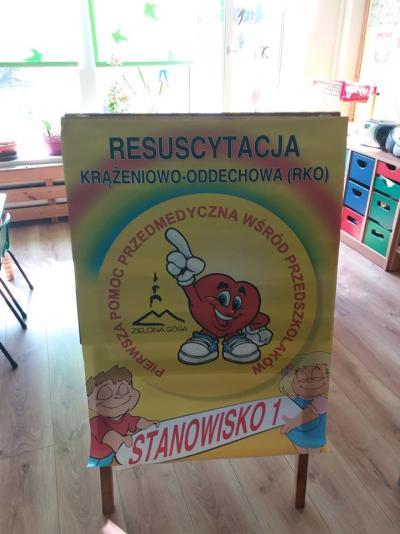 RESUSCYTACJA
KRĄŻENIOWO-ODDECHOWA (RKO)
PIERWSZA POMOC PRZEDMEDYCZNA WŚRÓD PRZEDSZKOLAKÓW
ZIELONA GÓRA
STANOWISKO 1